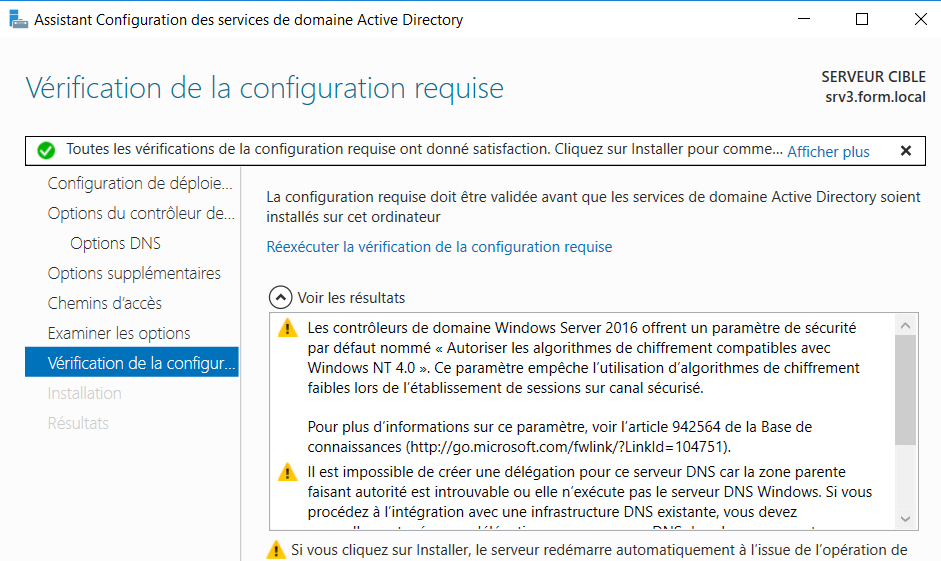 Assistant Configuration des services de domaine Active Directory
Vérification de la configuration requise
SERVEUR CIBLE
srv3.form.local
Toutes les vérifications de la configuration requise ont donné satisfaction. Cliquez sur Installer pour comme... Afficher plus
Configuration de déploie...
Options du contrôleur de...
Options DNS
Options supplémentaires
Chemins d’accès
Examiner les options
Vérification de la configur...
Installation
Résultats
La configuration requise doit être validée avant que les services de domaine Active Directory soient
installés sur cet ordinateur
Réexécuter la vérification de la configuration requise
Voir les résultats
Les contrôleurs de domaine Windows Server 2016 offrent un paramètre de sécurité
par défaut nommé « Autoriser les algorithmes de chiffrement compatibles avec
Windows NT 4.0 ». Ce paramètre empêche l’utilisation d’algorithmes de chiffrement
faibles lors de l’établissement de sessions sur canal sécurisé.
Pour plus d’informations sur ce paramètre, voir l’article 942564 de la Base de
connaissances (http://go.microsoft.com/fwlink/?LinkId=104751).
Il est impossible de créer une délégation pour ce serveur DNS car la zone parente
faisant autorité est introuvable ou elle n’exécute pas le serveur DNS Windows. Si vous
procédez à l’intégration avec une infrastructure DNS existante, vous devez
Si vous cliquez sur Installer, le serveur redémarre automatiquement à l’issue de l’opération de